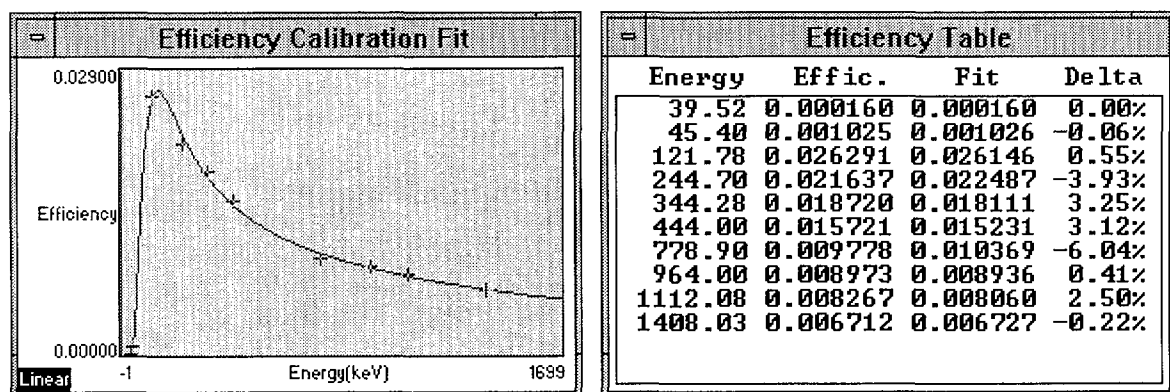 Efficiency Calibration Fit
0.02900
Efficiency
0.00000
Linear
-1 Energy(keV) 1699
Efficiency Table
Energy Effic. Fit Delta
39.52 0.000160 0.000160 0.00%
45.40 0.001025 0.001026 -0.06%
121.78 0.026291 0.026146 0.55%
244.70 0.021637 0.022487 -3.93%
344.28 0.018720 0.018111 3.25%
444.00 0.015721 0.015231 3.12%
778.90 0.009778 0.010369 -6.04%
964.00 0.008973 0.008936 0.41%
1112.08 0.008267 0.008060 2.50%
1408.03 0.006712 0.006727 -0.22%